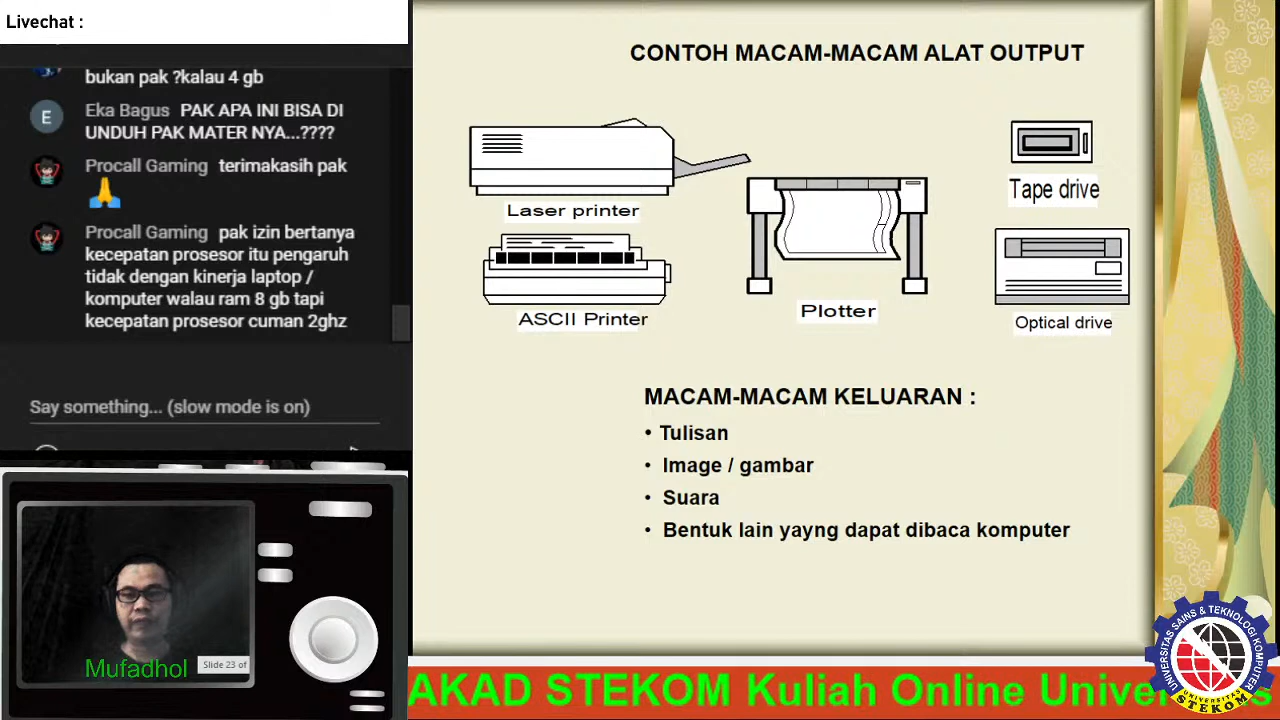 Livechat :
bukan pak ?kalau 4 gb
E
Eka Bagus PAK APA INI BISA DI
UNDUH PAK MATER NYA...????
Procall Gaming terimakasih pak
🙏
Procall Gaming pak izin bertanya
kecepatan prosesor itu pengaruh
tidak dengan kinerja laptop /
komputer walau ram 8 gb tapi
kecepatan prosesor cuman 2ghz
Say something... (slow mode is on)
Mufadhol
Slide 23 of
CONTOH MACAM-MACAM ALAT OUTPUT
Laser printer
ASCII Printer
Plotter
Tape drive
Optical drive
MACAM-MACAM KELUARAN :
• Tulisan
• Image / gambar
• Suara
• Bentuk lain yayng dapat dibaca komputer
AKAD STEKOM Kuliah Online Univer
UNIVERSITAS SAINS & TEKNOLOGI KOMPUTER
UNIVERSITAS
STEKOM